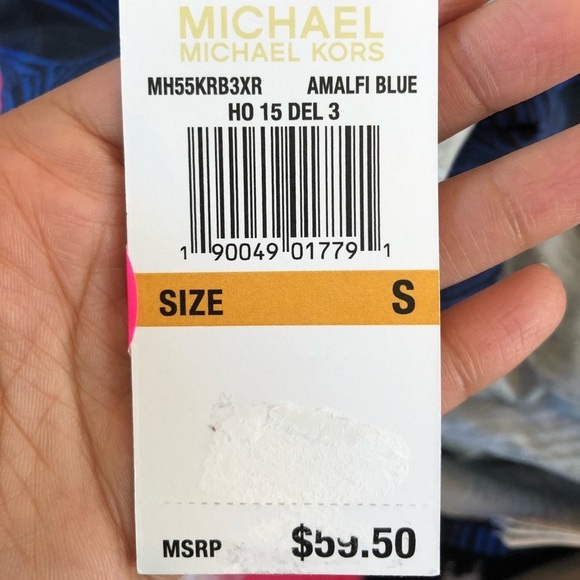 MICHAEL
MICHAEL KORS
MH55KRB3XR AMALFI BLUE
HO 15 DEL 3
1 90049 01779 1
SIZE S
MSRP $59.50